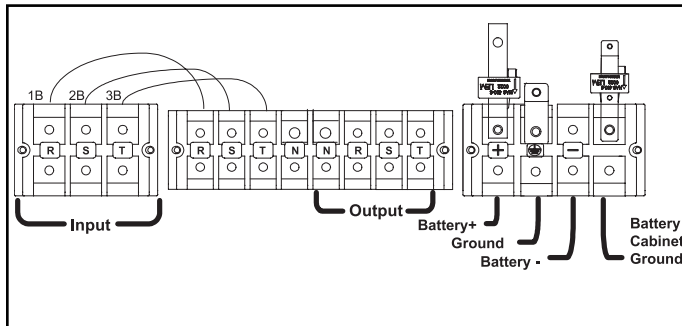 1B 2B 3B
R S T
R S T N N R S T
+ −
Input
Output
Battery+
Ground
Battery -
Battery
Cabinet
Ground